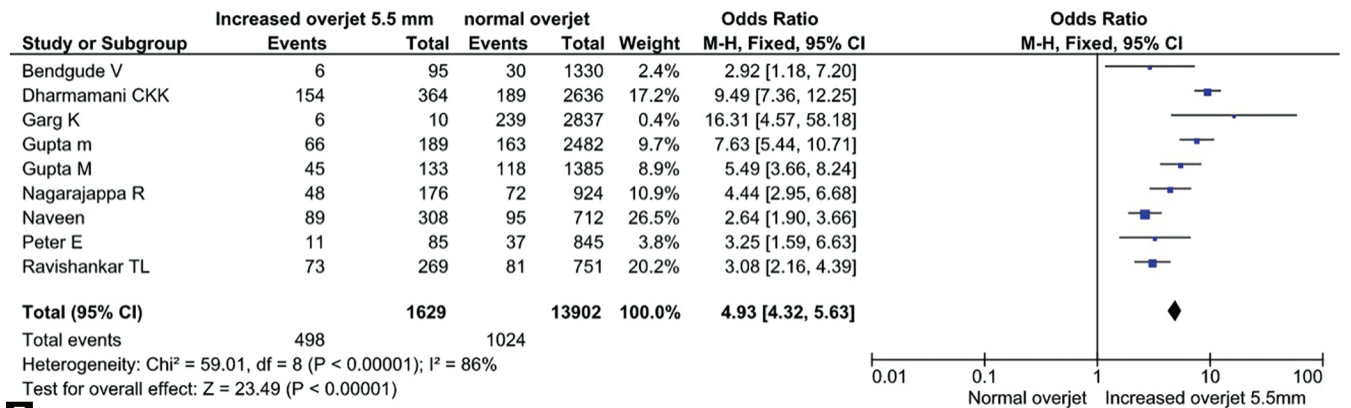 Increased overjet 5.5 mm normal overjet Odds Ratio Odds Ratio
Study or Subgroup Events Total Events Total Weight M-H, Fixed, 95% CI M-H, Fixed, 95% CI
Bendgude V 6 95 30 1330 2.4% 2.92 [1.18, 7.20]
Dharmamani CKK 154 364 189 2636 17.2% 9.49 [7.36, 12.25]
Garg K 6 10 239 2837 0.4% 16.31 [4.57, 58.18]
Gupta m 66 189 163 2482 9.7% 7.63 [5.44, 10.71]
Gupta M 45 133 118 1385 8.9% 5.49 [3.66, 8.24]
Nagarajappa R 48 176 72 924 10.9% 4.44 [2.95, 6.68]
Naveen 89 308 95 712 26.5% 2.64 [1.90, 3.66]
Peter E 11 85 37 845 3.8% 3.25 [1.59, 6.63]
Ravishankar TL 73 269 81 751 20.2% 3.08 [2.16, 4.39]
Total (95% CI) 1629 13902 100.0% 4.93 [4.32, 5.63]
Total events 498 1024
Heterogeneity: Chi² = 59.01, df = 8 (P < 0.00001); I² = 86%
Test for overall effect: Z = 23.49 (P < 0.00001)
0.01 0.1 1 10 100
Normal overjet Increased overjet 5.5mm